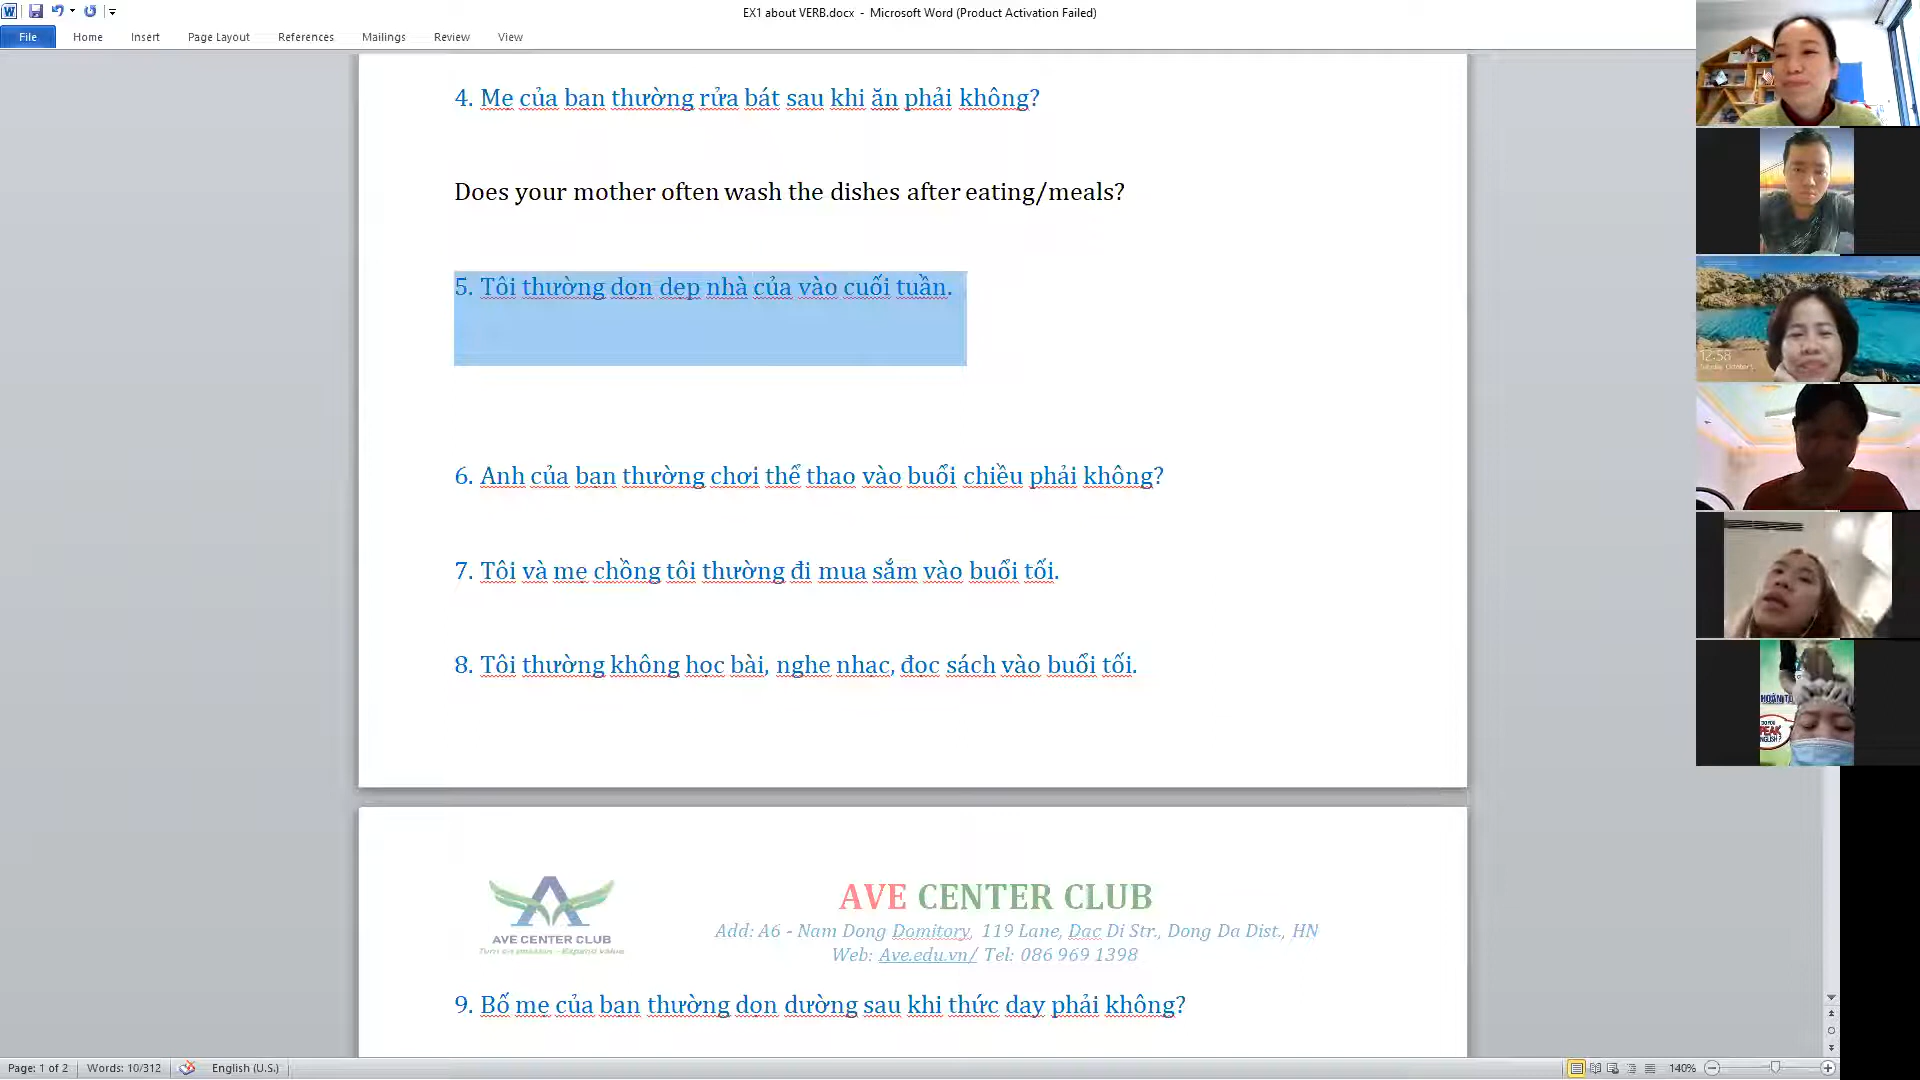 EX1 about VERB.docx - Microsoft Word (Product Activation Failed)
File Home Insert Page Layout References Mailings Review View
4. Mẹ của bạn thường rửa bát sau khi ăn phải không?
Does your mother often wash the dishes after eating/meals?
5. Tôi thường dọn dẹp nhà của vào cuối tuần.
6. Anh của bạn thường chơi thể thao vào buổi chiều phải không?
7. Tôi và mẹ chồng tôi thường đi mua sắm vào buổi tối.
8. Tôi thường không học bài, nghe nhạc, đọc sách vào buổi tối.
AVE CENTER CLUB
AVE CENTER CLUB
Add: A6 - Nam Dong Domitory, 119 Lane, Dac Di Str., Dong Da Dist., HN
Web: Ave.edu.vn/ Tel: 086 969 1398
9. Bố mẹ của bạn thường dọn dường sau khi thức dạy phải không?
Page: 1 of 2 Words: 10/312 English (U.S.) 140%
12:58